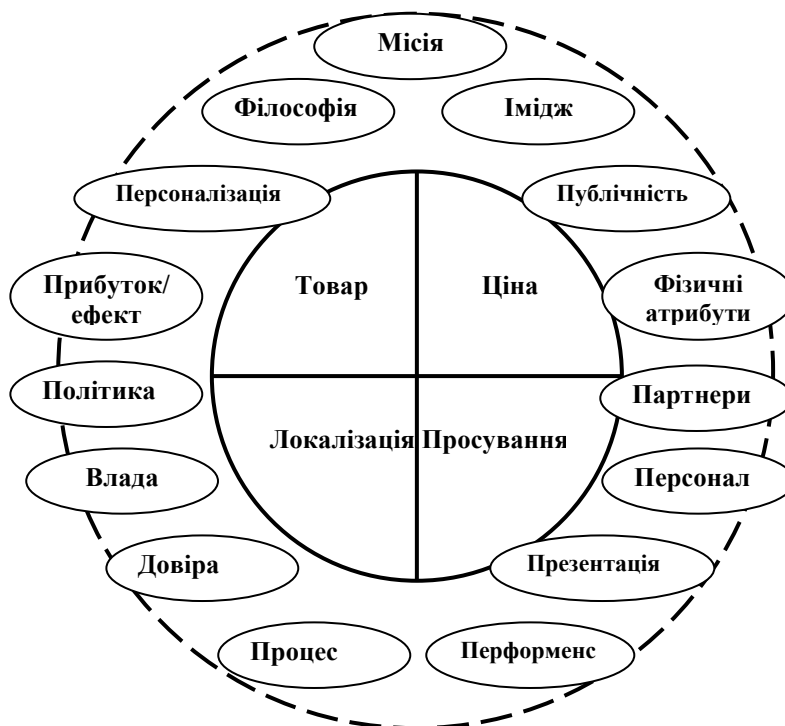 Місія
Філософія
Імідж
Персоналізація
Публічність
Товар
Ціна
Прибуток/
ефект
Фізичні
атрибути
Політика
Партнери
Локалізація
Просування
Влада
Персонал
Довіра
Презентація
Процес
Перформенс